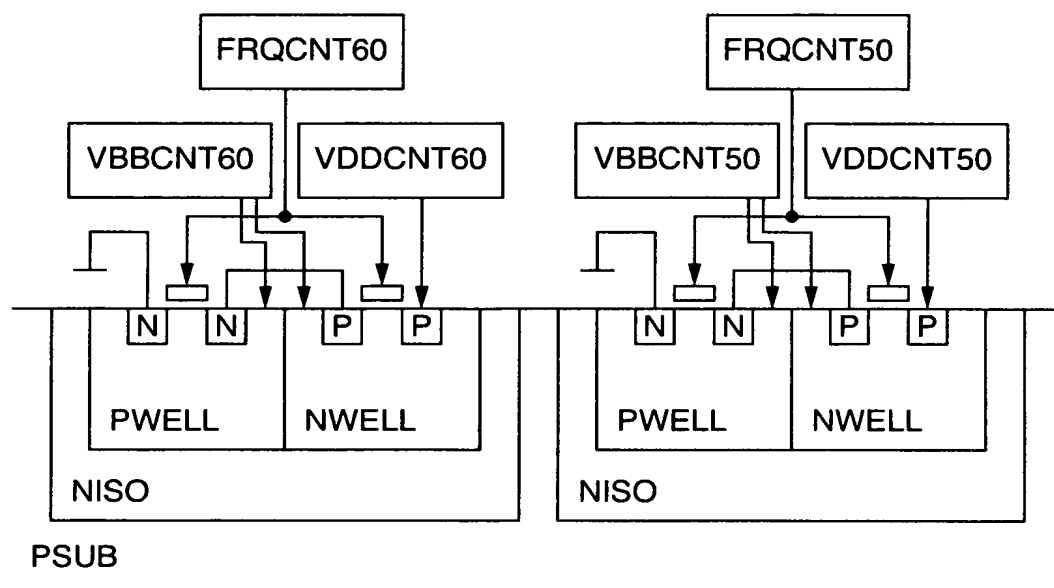 FRQCNT60 FRQCNT50
VBBCNT60 VDDCNT60 VBBCNT50 VDDCNT50
N N P P N N P P
PWELL NWELL PWELL NWELL
NISO NISO
PSUB